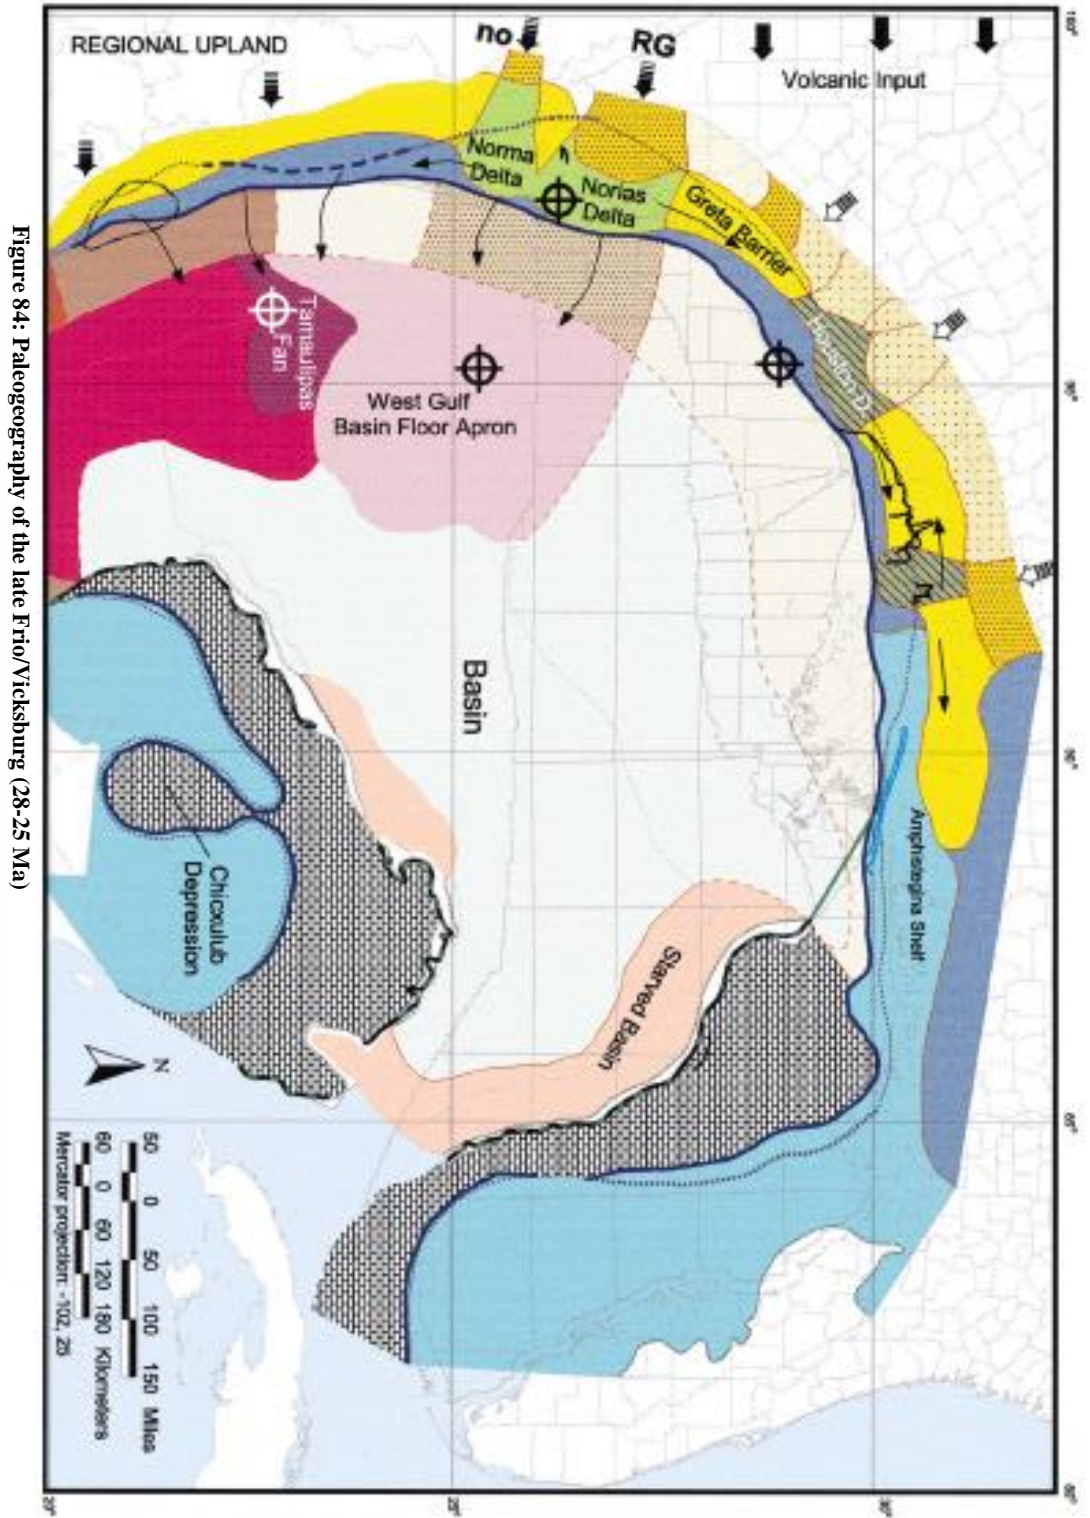 REGIONAL UPLAND
no
RG
Volcanic Input
Norma
Delta
Norias
Delta
Greta Barrier
Houston D.
Tamaulipas
Fan
West Gulf
Basin Floor Apron
Basin
Amphistegina Shelf
Starved Basin
Chicxulub
Depression
N
50 0 50 100 150 Miles
60 0 60 120 180 Kilometers
Mercator projection: -102, 25
Figure 84: Paleogeography of the late Frio/Vicksburg (28-25 Ma)